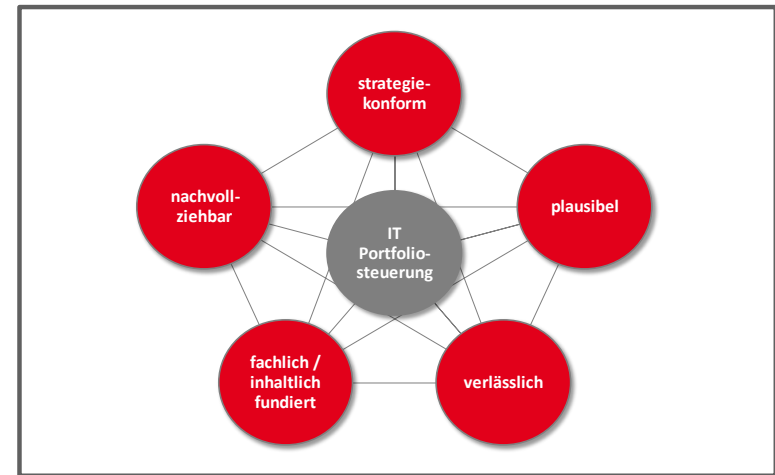 strategie-
konform
nachvoll-
ziehbar
plausibel
IT
Portfolio-
steuerung
fachlich /
inhaltlich
fundiert
verlässlich